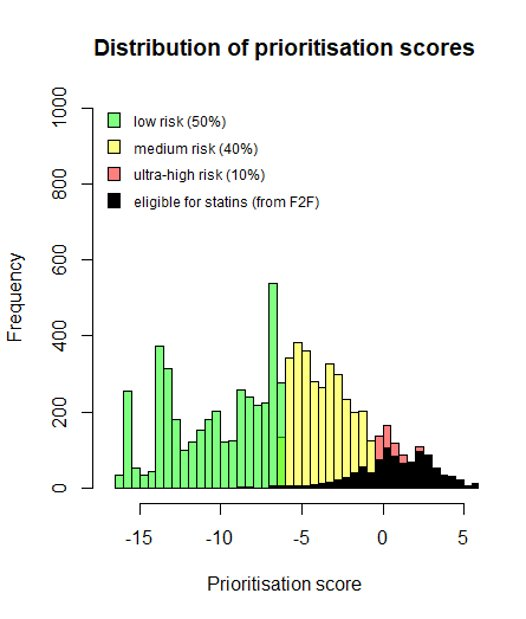 Distribution of prioritisation scores
low risk (50%)
medium risk (40%)
ultra-high risk (10%)
eligible for statins (from F2F)
Frequency
1000
800
600
400
200
0
-15 -10 -5 0 5
Prioritisation score